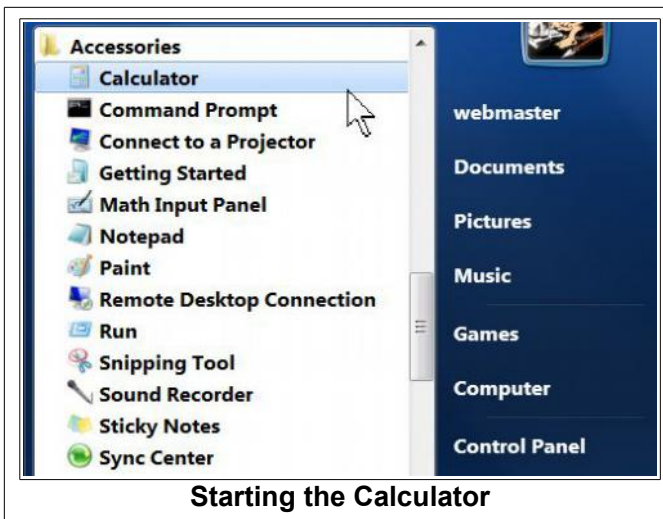 Accessories
Calculator
Command Prompt
Connect to a Projector
Getting Started
Math Input Panel
Notepad
Paint
Remote Desktop Connection
Run
Snipping Tool
Sound Recorder
Sticky Notes
Sync Center
webmaster
Documents
Pictures
Music
Games
Computer
Control Panel
Starting the Calculator